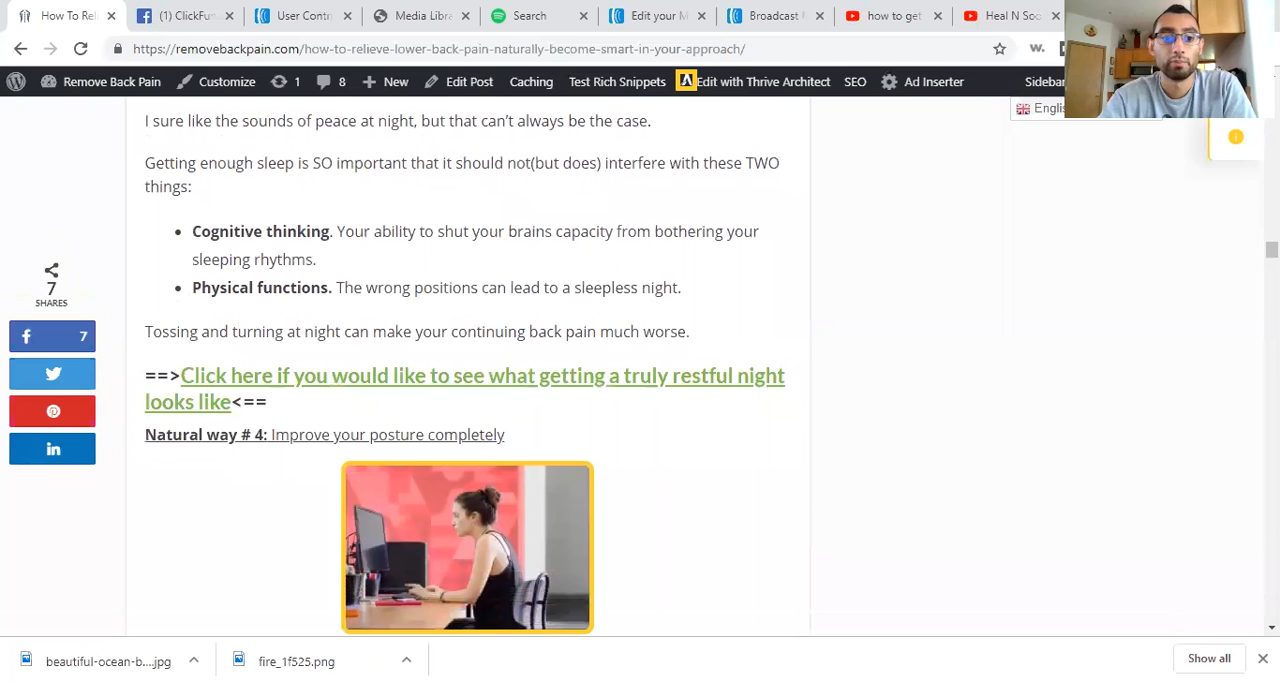 How To Reli
(1) ClickFun
User Contri
Media Libra
Search
Edit your M
Broadcast
how to get
Heal N Soo
https://removebackpain.com/how-to-relieve-lower-back-pain-naturally-become-smart-in-your-approach/
w.
Remove Back Pain
Customize
1
8
New
Edit Post
Caching
Test Rich Snippets
Edit with Thrive Architect
SEO
Ad Inserter
Sidebar
Engli
I sure like the sounds of peace at night, but that can't always be the case.
Getting enough sleep is SO important that it should not(but does) interfere with these TWO
things:
• Cognitive thinking. Your ability to shut your brains capacity from bothering your
sleeping rhythms.
• Physical functions. The wrong positions can lead to a sleepless night.
7
SHARES
7
Tossing and turning at night can make your continuing back pain much worse.
==>Click here if you would like to see what getting a truly restful night
looks like<==
Natural way # 4: Improve your posture completely
beautiful-ocean-b....jpg
fire_1f525.png
Show all